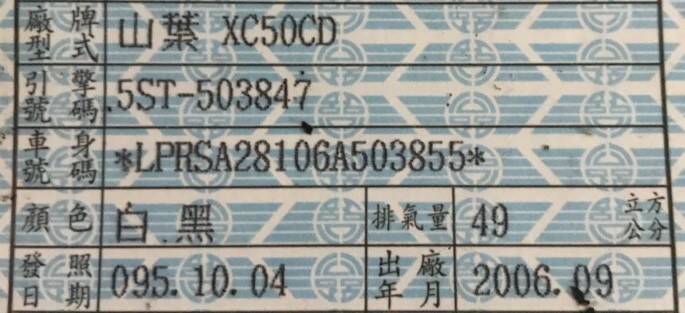 廠牌型式 山葉 XC50CD
引擎號碼 5ST-503847
車身號碼 *LPRSA28106A503855*
顏色 白黑 排氣量 49 立方公分
發照日期 095.10.04 出廠年月 2006.09